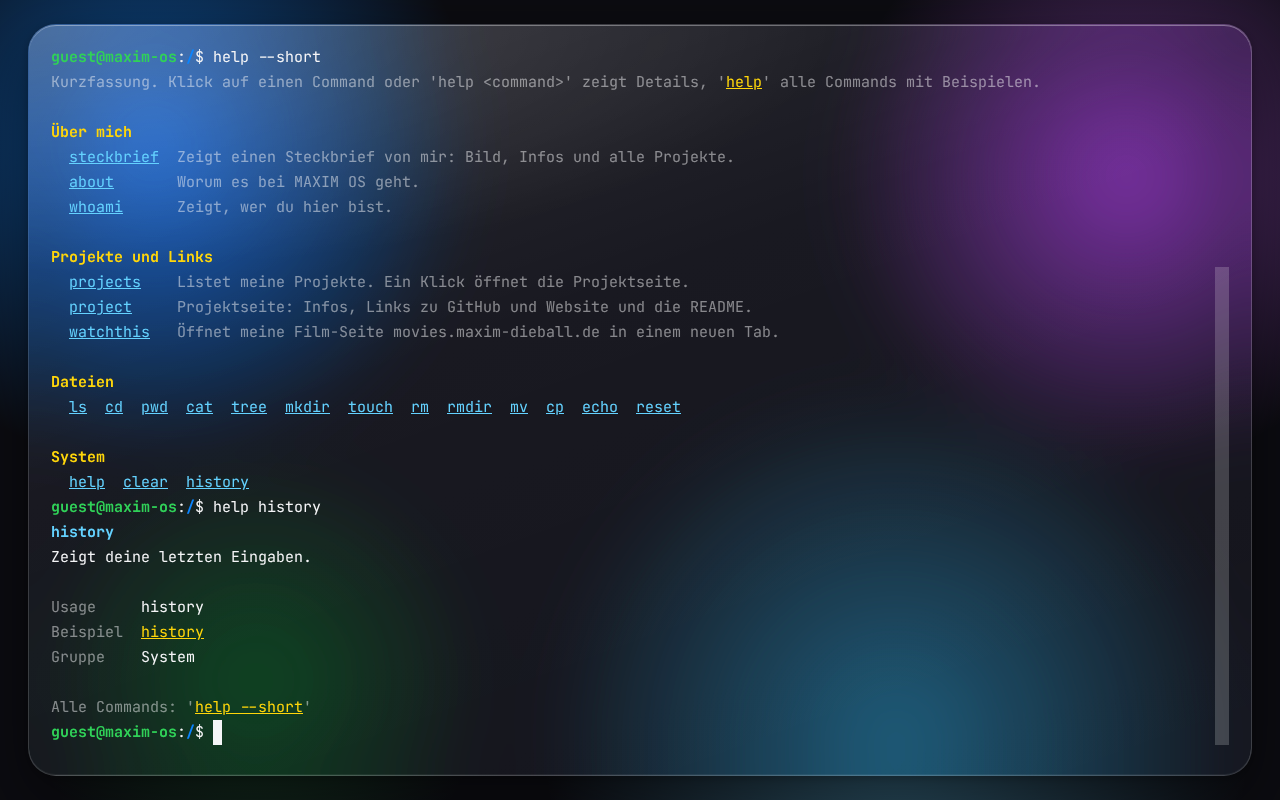 guest@maxim-os:/$ help --short
Kurzfassung. Klick auf einen Command oder 'help <command>' zeigt Details, 'help' alle Commands mit Beispielen.
Über mich
steckbrief Zeigt einen Steckbrief von mir: Bild, Infos und alle Projekte.
about Worum es bei MAXIM OS geht.
whoami Zeigt, wer du hier bist.
Projekte und Links
projects Listet meine Projekte. Ein Klick öffnet die Projektseite.
project Projektseite: Infos, Links zu GitHub und Website und die README.
watchthis Öffnet meine Film-Seite movies.maxim-dieball.de in einem neuen Tab.
Dateien
ls cd pwd cat tree mkdir touch rm rmdir mv cp echo reset
System
help clear history
guest@maxim-os:/$ help history
history
Zeigt deine letzten Eingaben.
Usage history
Beispiel history
Gruppe System
Alle Commands: 'help --short'
guest@maxim-os:/$